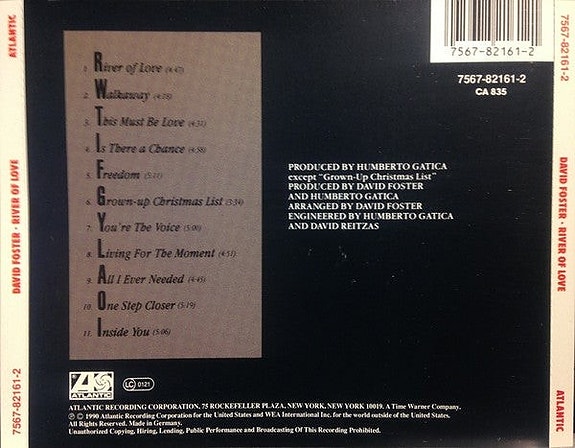 ATLANTIC
DAVID FOSTER · RIVER OF LOVE
7567-82161-2
1. River of Love (4:47)
2. Walkaway
3. This Must Be Love (4:31)
4. Is There a Chance (4:58)
5. Freedom (5:11)
6. Grown-up Christmas List (3:34)
7. You're The Voice (5:00)
8. Living For The Moment (4:51)
9. All I Ever Needed (4:45)
10. One Step Closer (5:19)
11. Inside You (5:06)
7567-82161-2
7567-82161-2
CA 835
PRODUCED BY HUMBERTO GATICA
except "Grown-Up Christmas List"
PRODUCED BY DAVID FOSTER
AND HUMBERTO GATICA
ARRANGED BY DAVID FOSTER
ENGINEERED BY HUMBERTO GATICA
AND DAVID REITZAS
ATLANTIC
LC 0121
ATLANTIC RECORDING CORPORATION, 75 ROCKEFELLER PLAZA, NEW YORK, NEW YORK 10019. A Time Warner Company.
℗ © 1990 Atlantic Recording Corporation for the United States and WEA International Inc. for the world outside of the United States.
All Rights Reserved. Made in Germany.
Unauthorized Copying, Hiring, Lending, Public Performance and Broadcasting Of This Recording Prohibited.
7567-82161-2
DAVID FOSTER · RIVER OF LOVE
ATLANTIC